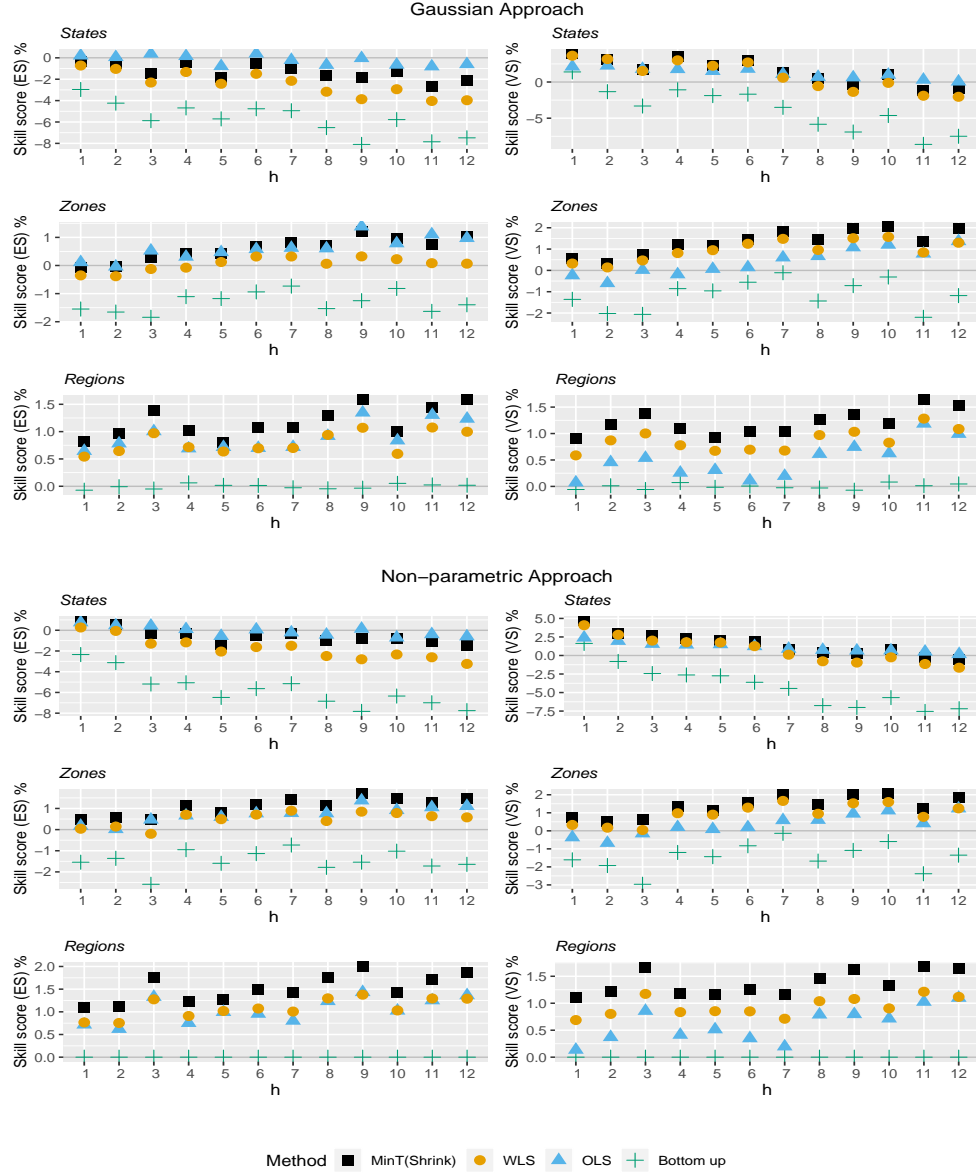 Gaussian Approach
States
Skill score (ES) %
0
−2
−4
−6
−8
1 2 3 4 5 6 7 8 9 10 11 12
h
States
Skill score (VS) %
0
−5
1 2 3 4 5 6 7 8 9 10 11 12
h
Zones
Skill score (ES) %
1
0
−1
−2
1 2 3 4 5 6 7 8 9 10 11 12
h
Zones
Skill score (VS) %
2
1
0
−1
−2
1 2 3 4 5 6 7 8 9 10 11 12
h
Regions
Skill score (ES) %
1.5
1.0
0.5
0.0
1 2 3 4 5 6 7 8 9 10 11 12
h
Regions
Skill score (VS) %
1.5
1.0
0.5
0.0
1 2 3 4 5 6 7 8 9 10 11 12
h
Non−parametric Approach
States
Skill score (ES) %
0
−2
−4
−6
−8
1 2 3 4 5 6 7 8 9 10 11 12
h
States
Skill score (VS) %
5.0
2.5
0.0
−2.5
−5.0
−7.5
1 2 3 4 5 6 7 8 9 10 11 12
h
Zones
Skill score (ES) %
1
0
−2
1 2 3 4 5 6 7 8 9 10 11 12
h
Zones
Skill score (VS) %
2
1
0
−1
−2
−3
1 2 3 4 5 6 7 8 9 10 11 12
h
Regions
Skill score (ES) %
2.0
1.5
1.0
0.5
0.0
1 2 3 4 5 6 7 8 9 10 11 12
h
Regions
Skill score (VS) %
1.5
1.0
0.5
0.0
1 2 3 4 5 6 7 8 9 10 11 12
h
Method MinT(Shrink) WLS OLS Bottom up